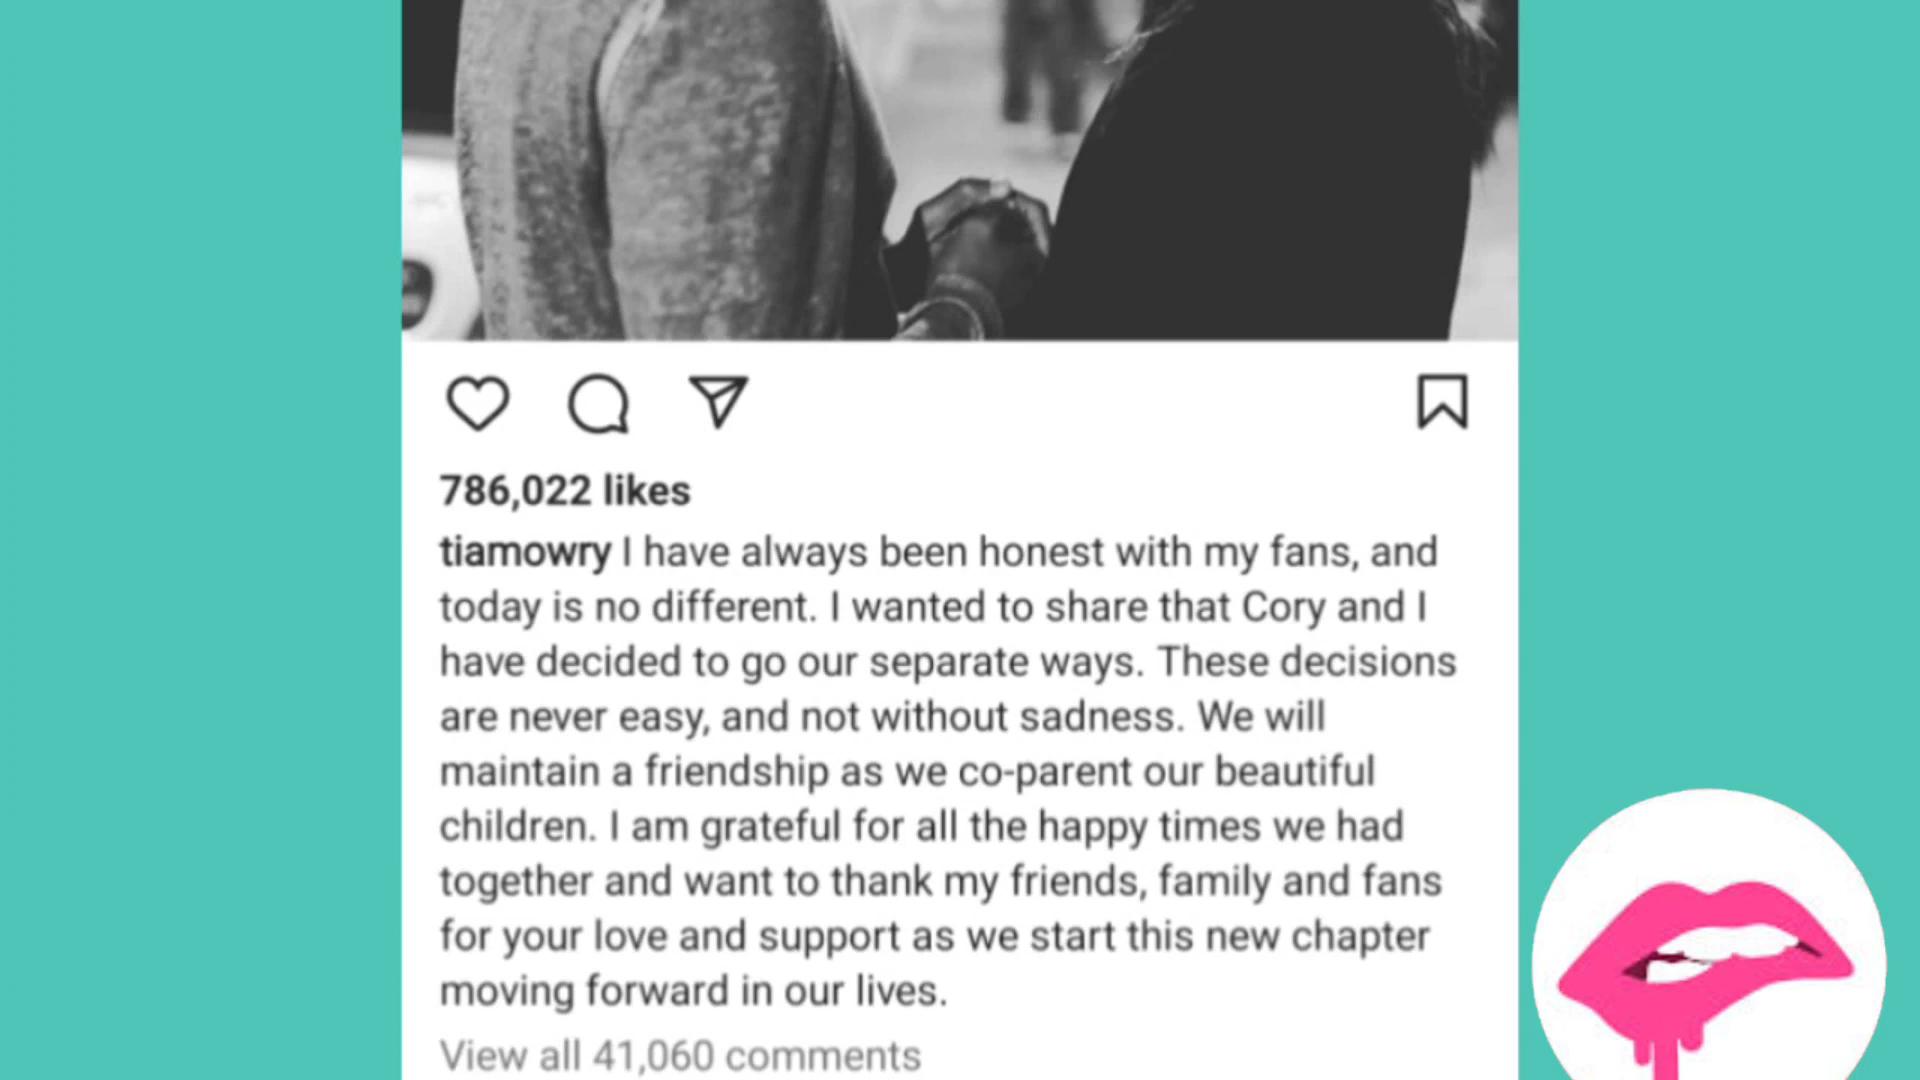 786,022 likes
tiamowry I have always been honest with my fans, and
today is no different. I wanted to share that Cory and I
have decided to go our separate ways. These decisions
are never easy, and not without sadness. We will
maintain a friendship as we co-parent our beautiful
children. I am grateful for all the happy times we had
together and want to thank my friends, family and fans
for your love and support as we start this new chapter
moving forward in our lives.
View all 41,060 comments